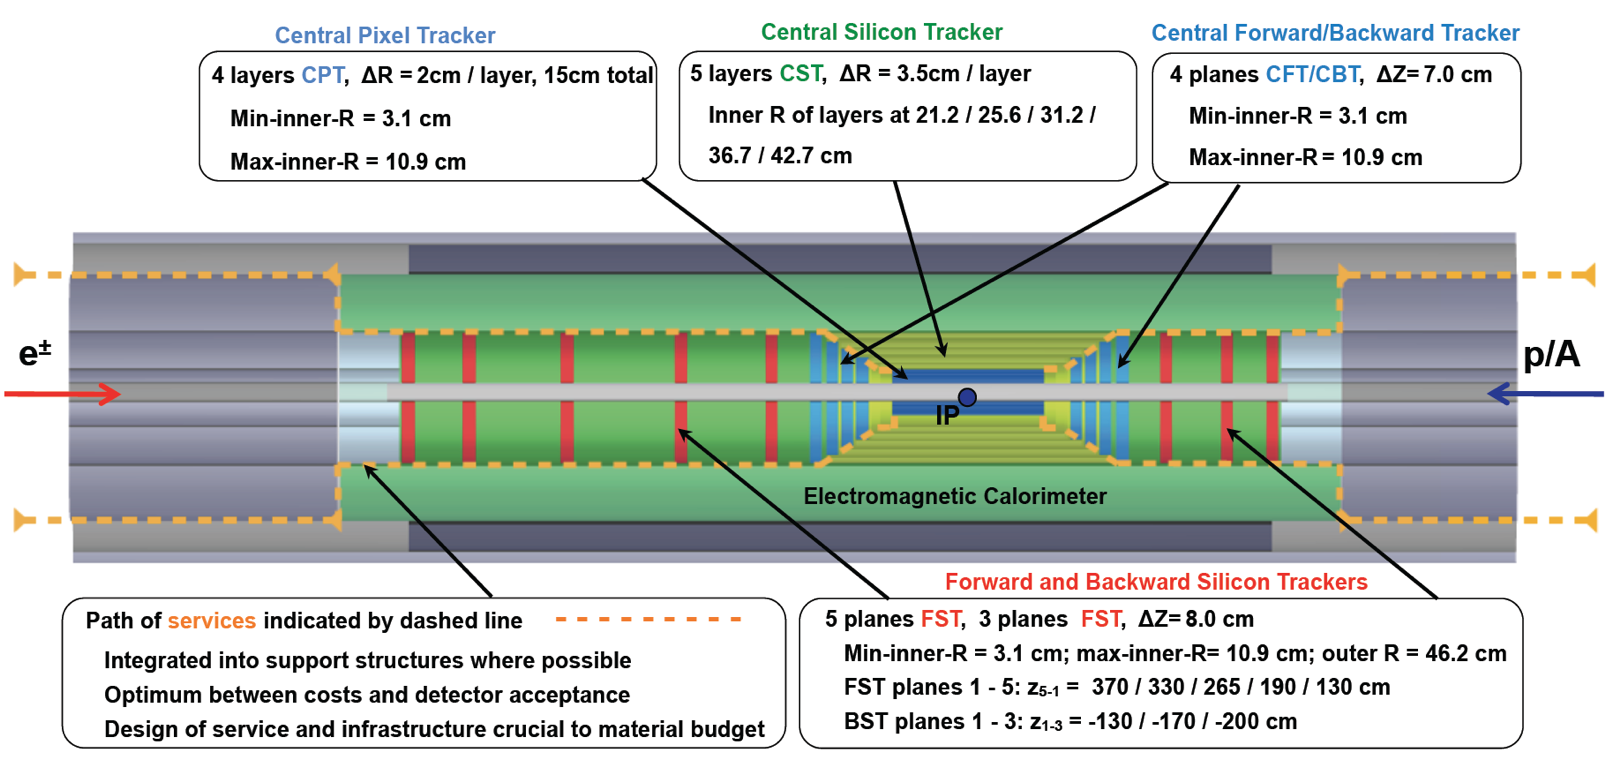 Central Pixel Tracker
4 layers CPT, ΔR = 2cm / layer, 15cm total
Min-inner-R = 3.1 cm
Max-inner-R = 10.9 cm
Central Silicon Tracker
5 layers CST, ΔR = 3.5cm / layer
Inner R of layers at 21.2 / 25.6 / 31.2 /
36.7 / 42.7 cm
Central Forward/Backward Tracker
4 planes CFT/CBT, ΔZ= 7.0 cm
Min-inner-R = 3.1 cm
Max-inner-R = 10.9 cm
e±
p/A
IP
Electromagnetic Calorimeter
Path of services indicated by dashed line
Integrated into support structures where possible
Optimum between costs and detector acceptance
Design of service and infrastructure crucial to material budget
Forward and Backward Silicon Trackers
5 planes FST, 3 planes FST, ΔZ= 8.0 cm
Min-inner-R = 3.1 cm; max-inner-R= 10.9 cm; outer R = 46.2 cm
FST planes 1 - 5: z5-1 = 370 / 330 / 265 / 190 / 130 cm
BST planes 1 - 3: z1-3 = -130 / -170 / -200 cm